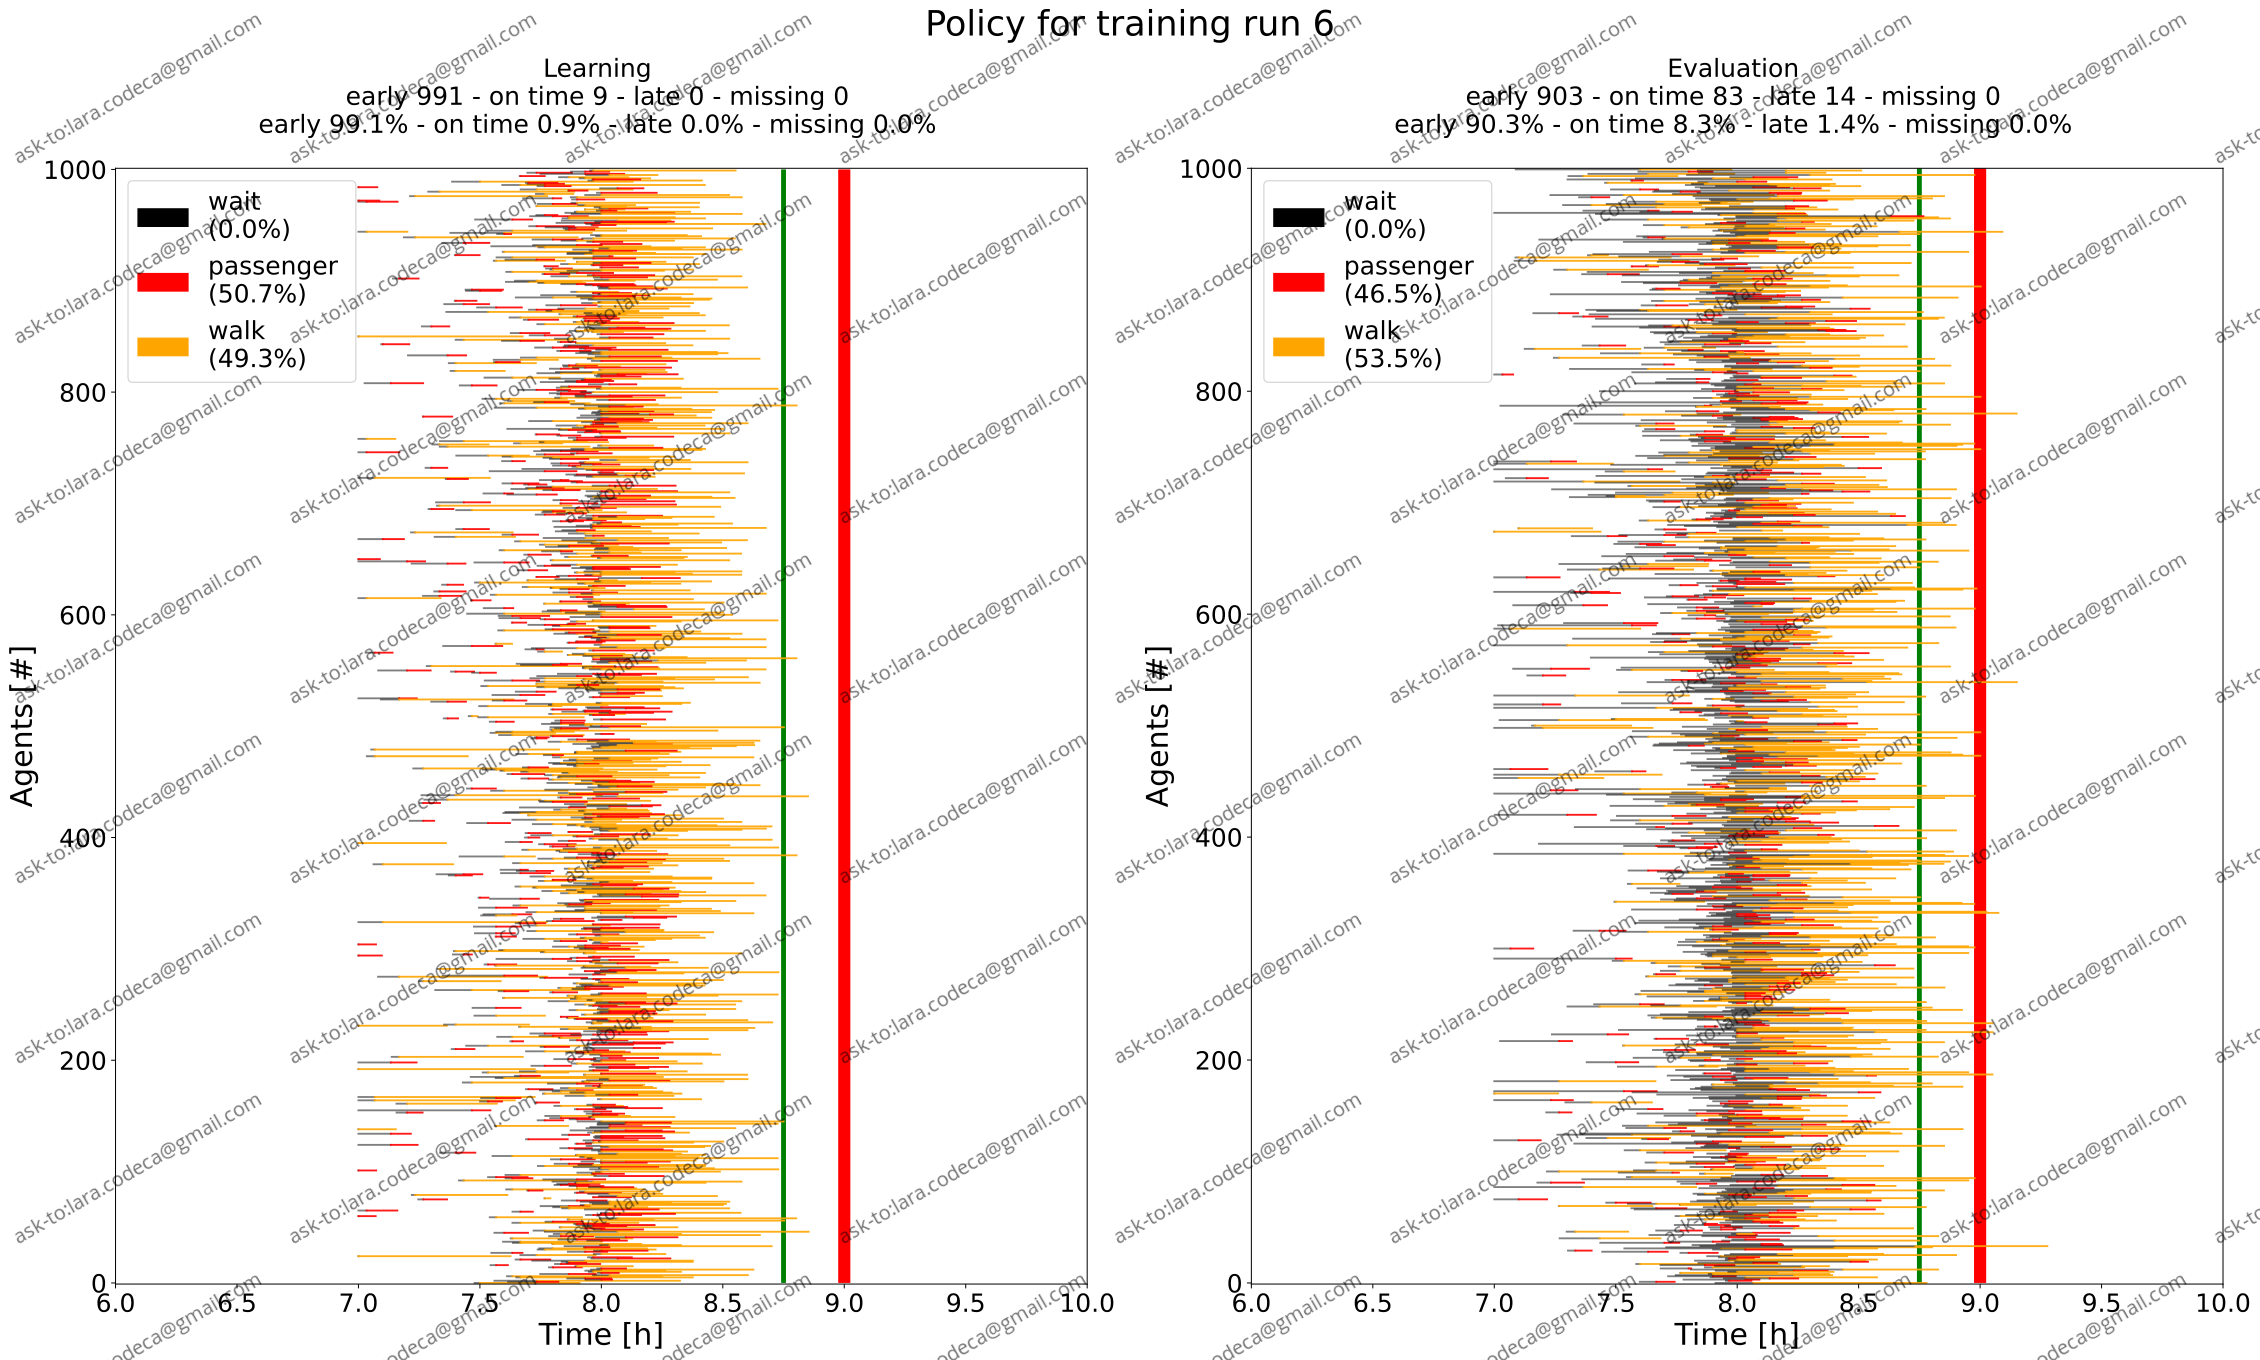 Policy for training run 6
Learning
early 991 - on time 9 - late 0 - missing 0
early 99.1% - on time 0.9% - late 0.0% - missing 0.0%
Agents [#]
1000
800
600
400
200
0
wait
(0.0%)
passenger
(50.7%)
walk
(49.3%)
6.0 6.5 7.0 7.5 8.0 8.5 9.0 9.5 10.0
Time [h]
Evaluation
early 903 - on time 83 - late 14 - missing 0
early 90.3% - on time 8.3% - late 1.4% - missing 0.0%
Agents [#]
1000
800
600
400
200
0
wait
(0.0%)
passenger
(46.5%)
walk
(53.5%)
6.0 6.5 7.0 7.5 8.0 8.5 9.0 9.5 10.0
Time [h]
ask-to:lara.codeca@gmail.com